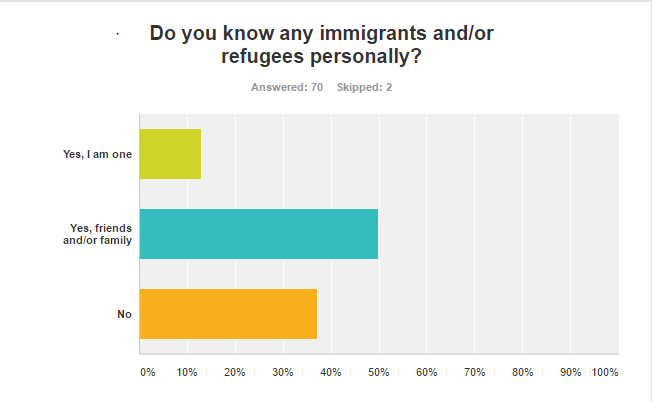 Do you know any immigrants and/or
refugees personally?
Answered: 70 Skipped: 2
Yes, I am one
Yes, friends
and/or family
No
0% 10% 20% 30% 40% 50% 60% 70% 80% 90% 100%